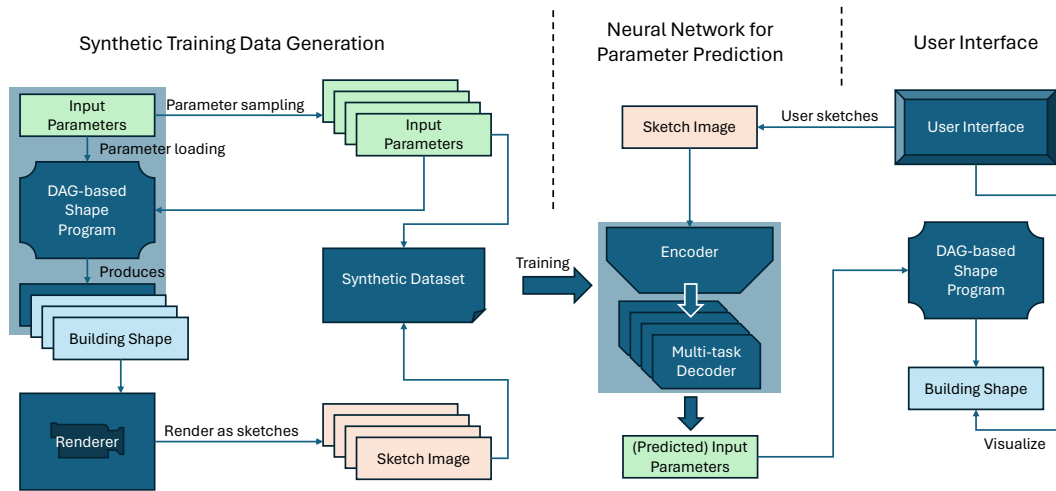 Synthetic Training Data Generation
Neural Network for
Parameter Prediction
User Interface
Input
Parameters
Parameter sampling
Input
Parameters
Parameter loading
DAG-based
Shape
Program
Produces
Building Shape
Renderer
Render as sketches
Sketch Image
Synthetic Dataset
Training
Sketch Image
User sketches
User Interface
Encoder
Multi-task
Decoder
(Predicted) Input
Parameters
DAG-based
Shape
Program
Building Shape
Visualize